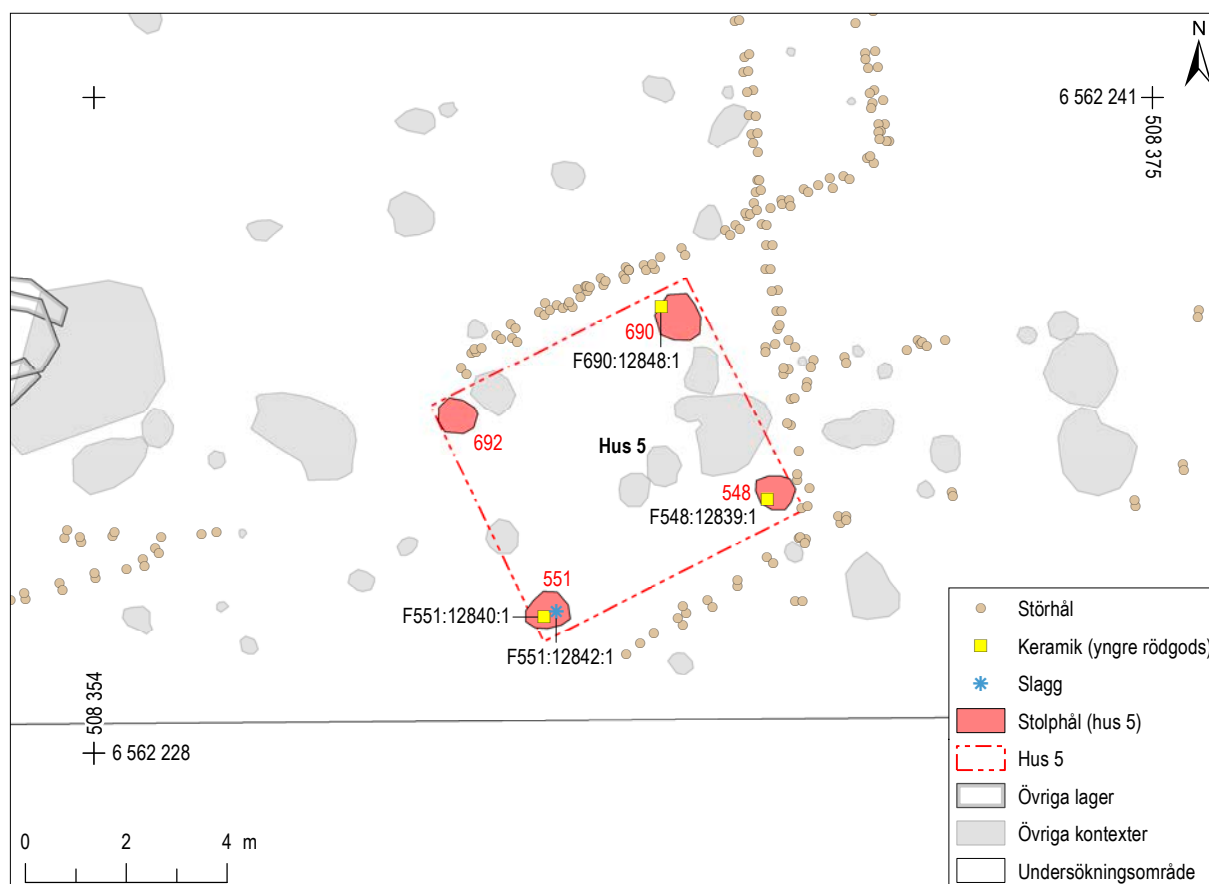 N
6 562 241
508 375
690
F690:12848:1
692
Hus 5
548
F548:12839:1
551
F551:12840:1
F551:12842:1
508 354
6 562 228
0 2 4 m
Störhål
Keramik (yngre rödgods)
Slagg
Stolphål (hus 5)
Hus 5
Övriga lager
Övriga kontexter
Undersökningsområde